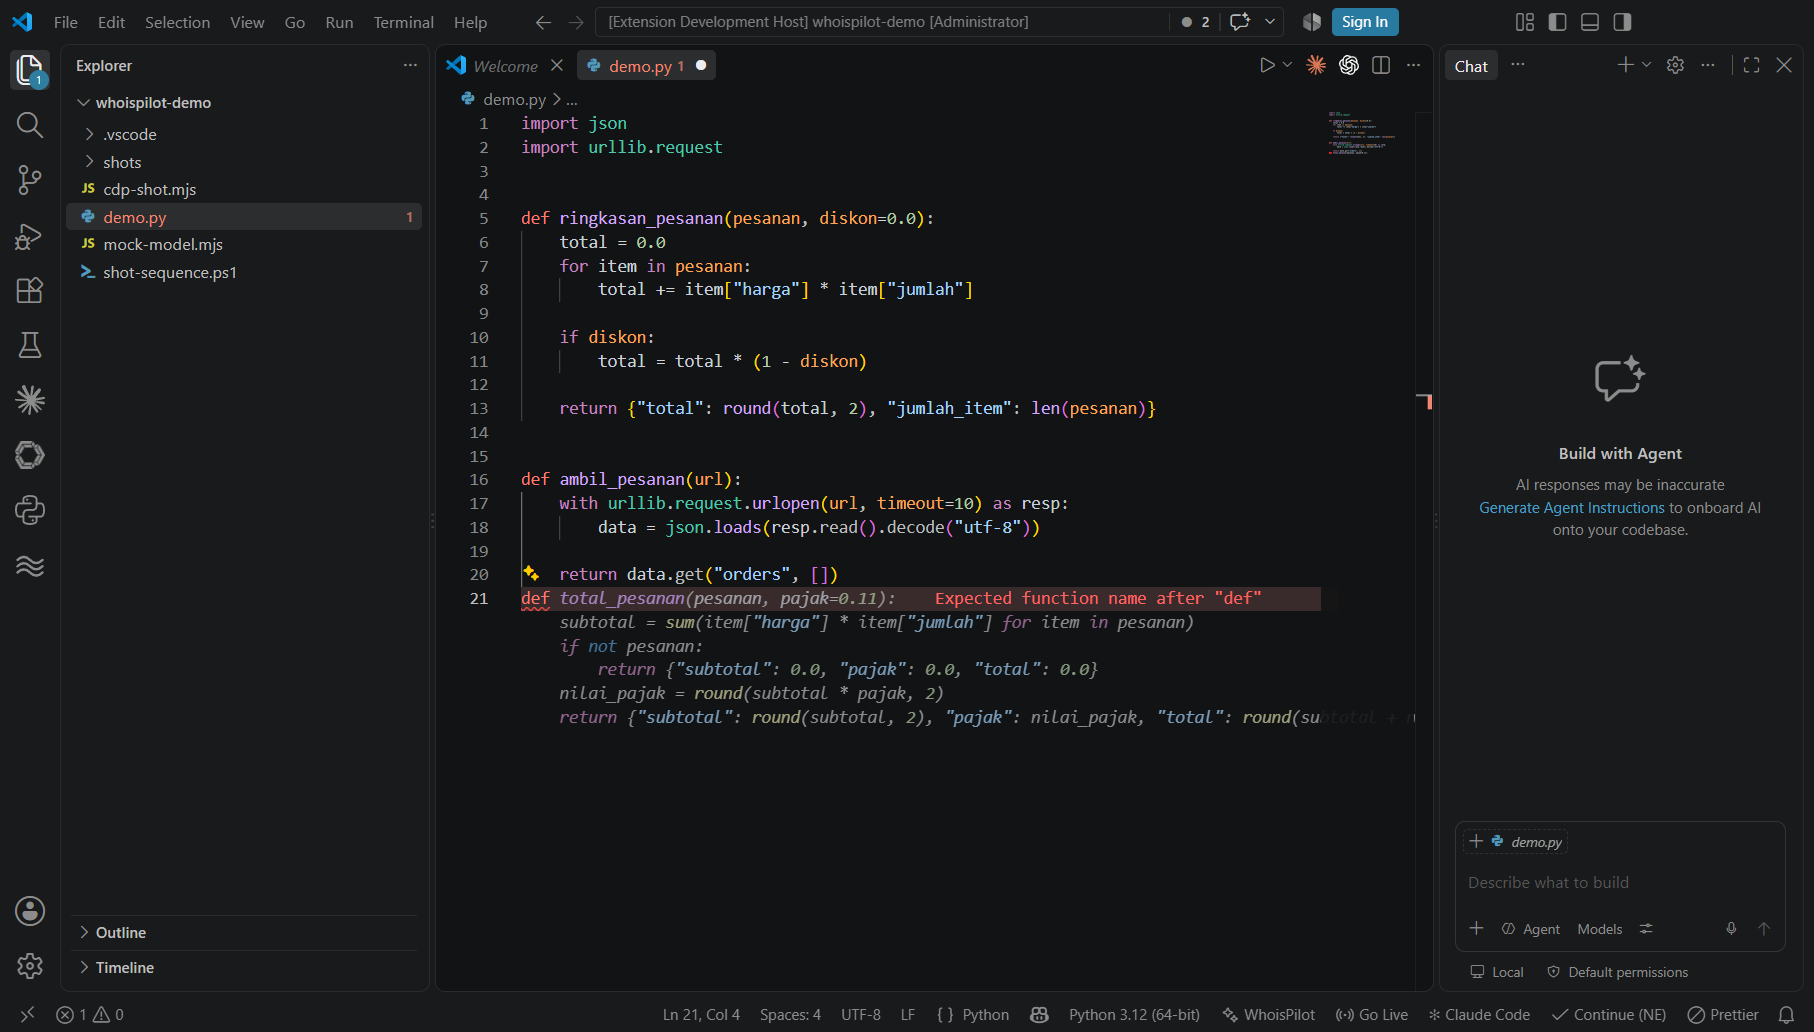 File Edit Selection View Go Run Terminal Help
[Extension Development Host] whoispilot-demo [Administrator]
2
Sign In
Explorer
whoispilot-demo
.vscode
shots
JS cdp-shot.mjs
demo.py 1
JS mock-model.mjs
shot-sequence.ps1
Outline
Timeline
1
Welcome
demo.py 1
demo.py > ...
1 import json
2 import urllib.request
3
4
5 def ringkasan_pesanan(pesanan, diskon=0.0):
6 total = 0.0
7 for item in pesanan:
8 total += item["harga"] * item["jumlah"]
9
10 if diskon:
11 total = total * (1 - diskon)
12
13 return {"total": round(total, 2), "jumlah_item": len(pesanan)}
14
15
16 def ambil_pesanan(url):
17 with urllib.request.urlopen(url, timeout=10) as resp:
18 data = json.loads(resp.read().decode("utf-8"))
19
20 return data.get("orders", [])
21 def total_pesanan(pesanan, pajak=0.11): Expected function name after "def"
subtotal = sum(item["harga"] * item["jumlah"] for item in pesanan)
if not pesanan:
return {"subtotal": 0.0, "pajak": 0.0, "total": 0.0}
nilai_pajak = round(subtotal * pajak, 2)
return {"subtotal": round(subtotal, 2), "pajak": nilai_pajak, "total": round(subtotal + n
Chat
Build with Agent
AI responses may be inaccurate
Generate Agent Instructions to onboard AI
onto your codebase.
demo.py
Describe what to build
Agent Models
Local Default permissions
1 0
Ln 21, Col 4 Spaces: 4 UTF-8 LF { } Python Python 3.12 (64-bit) WhoisPilot Go Live Claude Code Continue (NE) Prettier